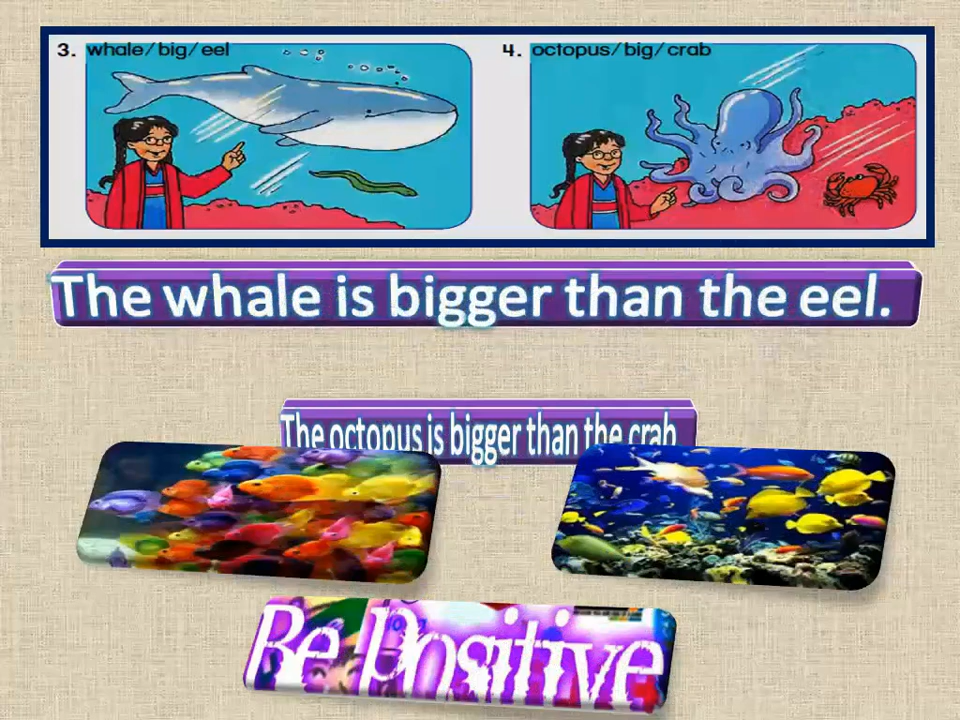 3. whale/big/eel
4. octopus/big/crab
The whale is bigger than the eel.
The octopus is bigger than the crab
Be Positive